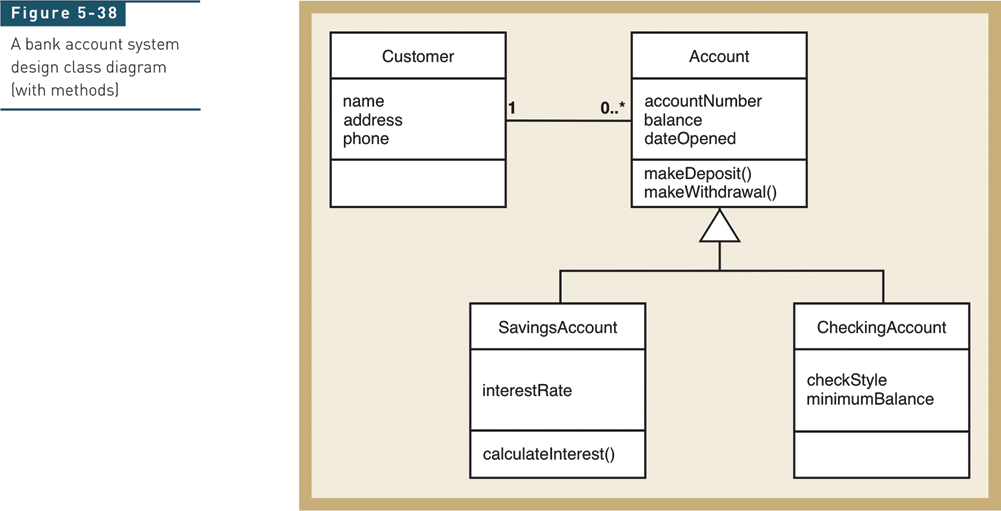 Figure 5-38
A bank account system
design class diagram
(with methods)
Customer
name
address
phone
1
0..*
Account
accountNumber
balance
dateOpened
makeDeposit()
makeWithdrawal()
SavingsAccount
interestRate
calculateInterest()
CheckingAccount
checkStyle
minimumBalance